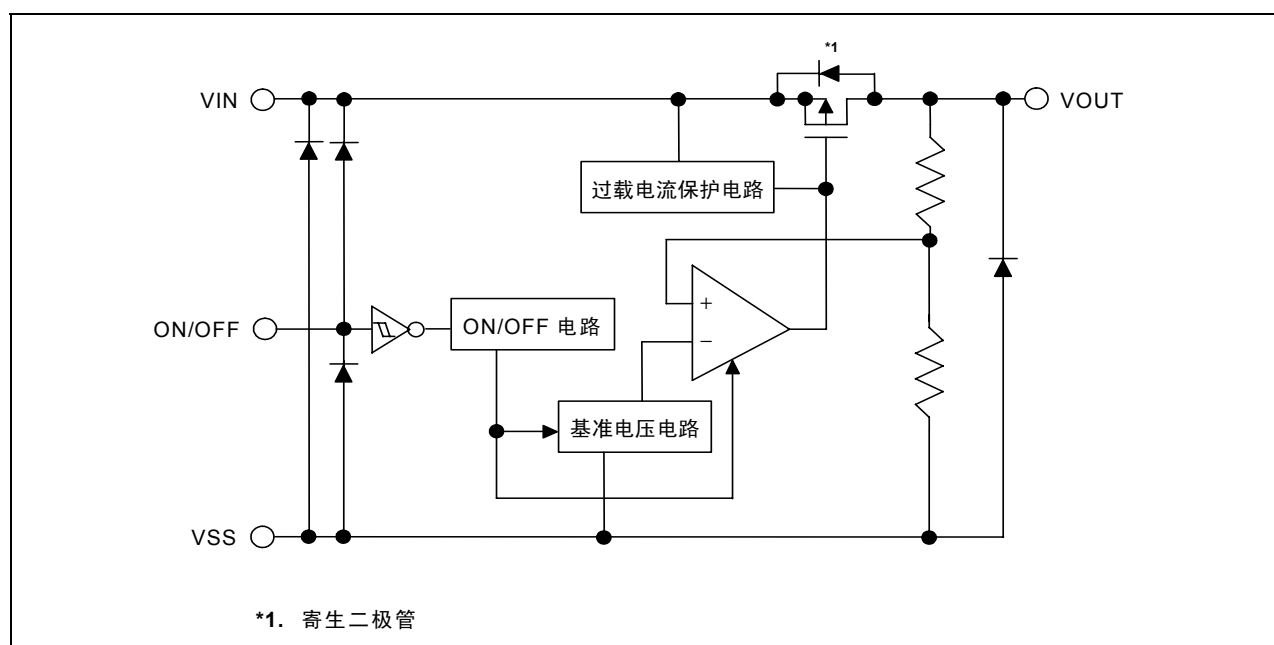 *1
VIN
VOUT
过载电流保护电路
+
ON/OFF
ON/OFF 电路
−
基准电压电路
VSS
*1. 寄生二极管